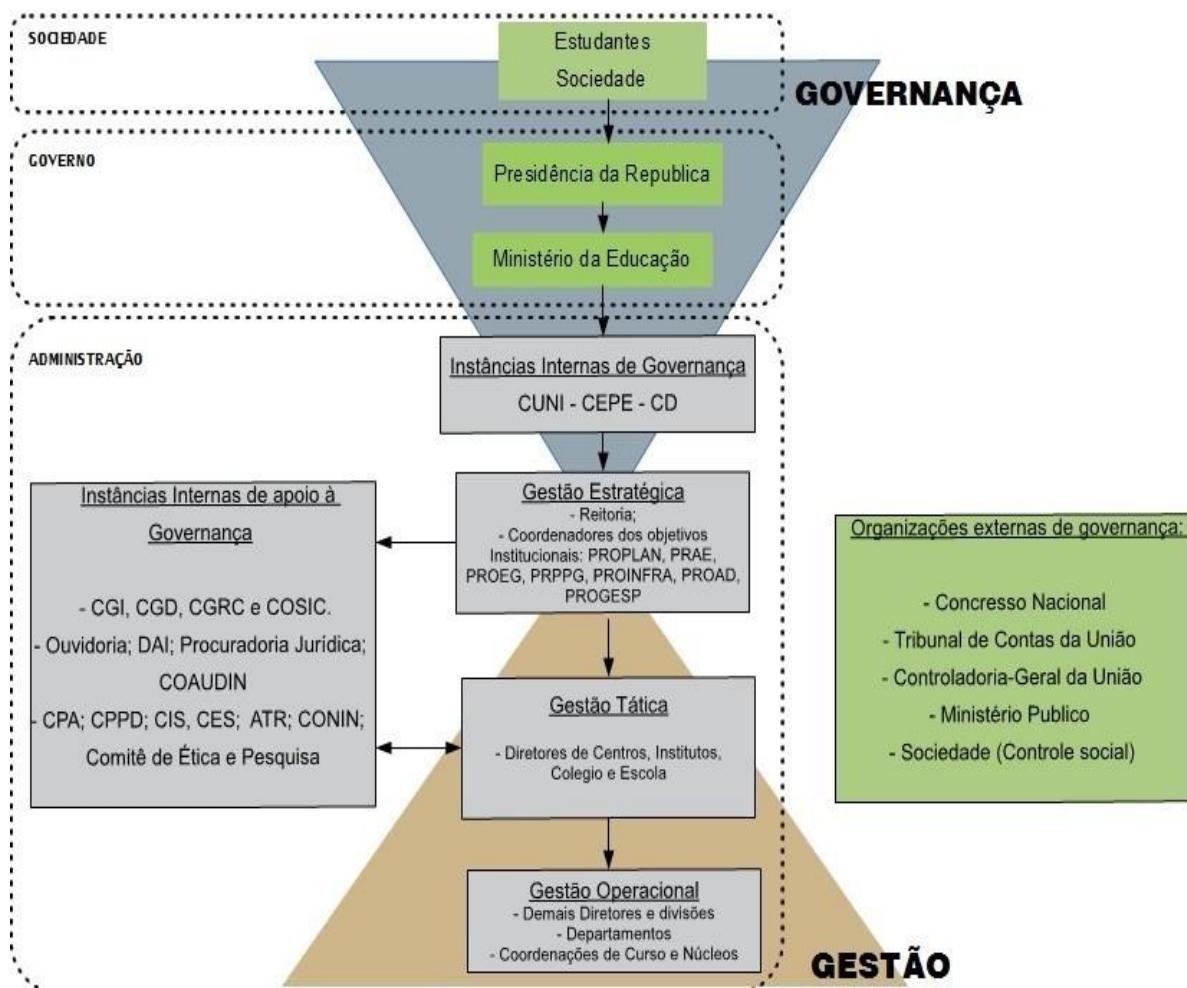 SOCIEDADE
Estudantes
Sociedade
GOVERNANÇA
GOVERNO
Presidência da Republica
Ministério da Educação
ADMINISTRAÇÃO
Instâncias Internas de Governança
CUNI - CEPE - CD
Instâncias Internas de apoio à
Governança
- CGI, CGD, CGRC e COSIC.
- Ouvidoria; DAI; Procuradoria Jurídica;
COAUDIN
- CPA; CPPD; CIS, CES; ATR; CONIN;
Comitê de Ética e Pesquisa
Gestão Estratégica
- Reitoria;
- Coordenadores dos objetivos
Institucionais: PROPLAN, PRAE,
PROEG, PRPPG, PROINFRA, PROAD,
PROGESP
Organizações externas de governança:
- Concresso Nacional
- Tribunal de Contas da União
- Controladoria-Geral da União
- Ministério Publico
- Sociedade (Controle social)
Gestão Tática
- Diretores de Centros, Institutos,
Colegio e Escola
Gestão Operacional
- Demais Diretores e divisões
- Departamentos
- Coordenações de Curso e Núcleos
GESTÃO